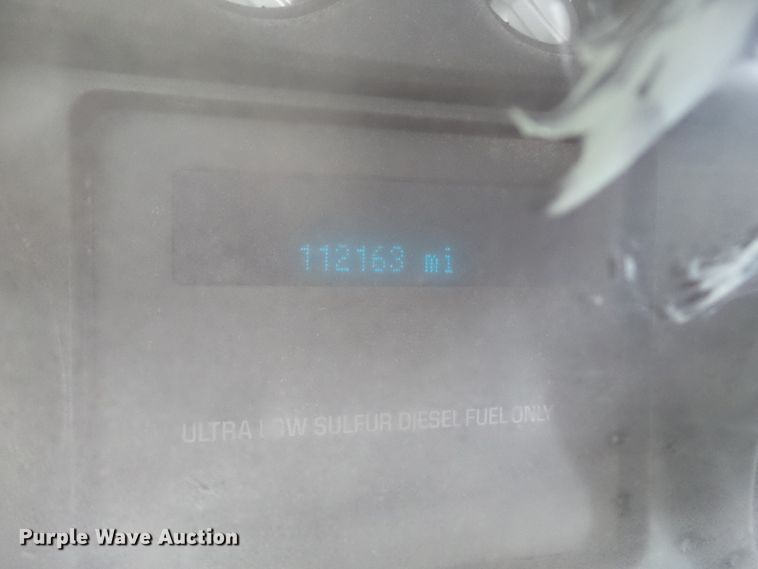 112163 mi
ULTRA LOW SULFUR DIESEL FUEL ONLY
Purple Wave Auction